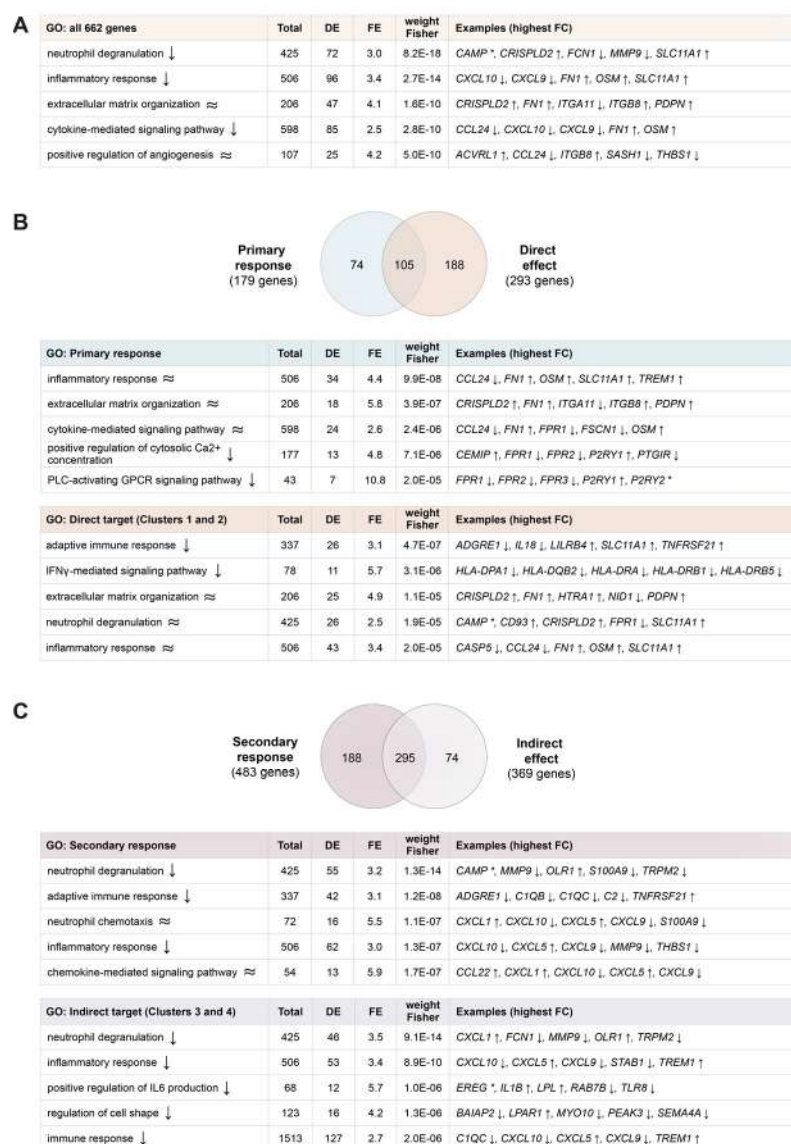 A
GO: all 662 genes Total DE FE weight Fisher Examples (highest FC)
neutrophil degranulation ↓ 425 72 3.0 8.2E-18 CAMP *, CRISPLD2 ↑, FCN1 ↓, MMP9 ↓, SLC11A1 ↑
inflammatory response ↓ 506 96 3.4 2.7E-14 CXCL10 ↓, CXCL9 ↓, FN1 ↑, OSM ↑, SLC11A1 ↑
extracellular matrix organization ≈ 206 47 4.1 1.6E-10 CRISPLD2 ↑, FN1 ↑, ITGA11 ↓, ITGB8 ↑, PDPN ↑
cytokine-mediated signaling pathway ↓ 598 85 2.5 2.8E-10 CCL24 ↓, CXCL10 ↓, CXCL9 ↓, FN1 ↑, OSM ↑
positive regulation of angiogenesis ≈ 107 25 4.2 5.0E-10 ACVRL1 ↑, CCL24 ↓, ITGB8 ↑, SASH1 ↓, THBS1 ↓
B
Primary response (179 genes)
74 105 188
Direct effect (293 genes)
GO: Primary response Total DE FE weight Fisher Examples (highest FC)
inflammatory response ≈ 506 34 4.4 9.9E-08 CCL24 ↓, FN1 ↑, OSM ↑, SLC11A1 ↑, TREM1 ↑
extracellular matrix organization ≈ 206 18 5.8 3.9E-07 CRISPLD2 ↑, FN1 ↑, ITGA11 ↓, ITGB8 ↑, PDPN ↑
cytokine-mediated signaling pathway ≈ 598 24 2.6 2.4E-06 CCL24 ↓, FN1 ↑, FPR1 ↓, FSCN1 ↓, OSM ↑
positive regulation of cytosolic Ca2+ concentration ↓ 177 13 4.8 7.1E-06 CEMIP ↑, FPR1 ↓, FPR2 ↓, P2RY1 ↑, PTGIR ↓
PLC-activating GPCR signaling pathway ↓ 43 7 10.8 2.0E-05 FPR1 ↓, FPR2 ↓, FPR3 ↓, P2RY1 ↑, P2RY2 *
GO: Direct target (Clusters 1 and 2) Total DE FE weight Fisher Examples (highest FC)
adaptive immune response ↓ 337 26 3.1 4.7E-07 ADGRE1 ↓, IL18 ↓, LILRB4 ↑, SLC11A1 ↑, TNFRSF21 ↑
IFNγ-mediated signaling pathway ↓ 78 11 5.7 3.1E-06 HLA-DPA1 ↓, HLA-DQB2 ↓, HLA-DRA ↓, HLA-DRB1 ↓, HLA-DRB5 ↓
extracellular matrix organization ≈ 206 25 4.9 1.1E-05 CRISPLD2 ↑, FN1 ↑, HTRA1 ↑, NID1 ↓, PDPN ↑
neutrophil degranulation ≈ 425 26 2.5 1.9E-05 CAMP *, CD93 ↑, CRISPLD2 ↑, FPR1 ↓, SLC11A1 ↑
inflammatory response ≈ 506 43 3.4 2.0E-05 CASP5 ↓, CCL24 ↓, FN1 ↑, OSM ↑, SLC11A1 ↑
C
Secondary response (483 genes)
188 295 74
Indirect effect (369 genes)
GO: Secondary response Total DE FE weight Fisher Examples (highest FC)
neutrophil degranulation ↓ 425 55 3.2 1.3E-14 CAMP *, MMP9 ↓, OLR1 ↑, S100A9 ↓, TRPM2 ↓
adaptive immune response ↓ 337 42 3.1 1.2E-08 ADGRE1 ↓, C1QB ↓, C1QC ↓, C2 ↓, TNFRSF21 ↑
neutrophil chemotaxis ≈ 72 16 5.5 1.1E-07 CXCL1 ↑, CXCL10 ↓, CXCL5 ↑, CXCL9 ↓, S100A9 ↓
inflammatory response ↓ 506 62 3.0 1.3E-07 CXCL10 ↓, CXCL5 ↑, CXCL9 ↓, MMP9 ↓, THBS1 ↓
chemokine-mediated signaling pathway ≈ 54 13 5.9 1.7E-07 CCL22 ↑, CXCL1 ↑, CXCL10 ↓, CXCL5 ↑, CXCL9 ↓
GO: Indirect target (Clusters 3 and 4) Total DE FE weight Fisher Examples (highest FC)
neutrophil degranulation ↓ 425 46 3.5 9.1E-14 CXCL1 ↑, FCN1 ↓, MMP9 ↓, OLR1 ↑, TRPM2 ↓
inflammatory response ↓ 506 53 3.4 8.9E-10 CXCL10 ↓, CXCL5 ↑, CXCL9 ↓, STAB1 ↓, TREM1 ↑
positive regulation of IL6 production ↓ 68 12 5.7 1.0E-06 EREG *, IL1B ↑, LPL ↑, RAB7B ↓, TLR8 ↓
regulation of cell shape ↓ 123 16 4.2 1.3E-06 BAIAP2 ↓, LPAR1 ↑, MYO10 ↓, PEAK3 ↓, SEMA4A ↓
immune response ↓ 1513 127 2.7 2.0E-06 C1QC ↓, CXCL10 ↓, CXCL5 ↑, CXCL9 ↓, TREM1 ↑